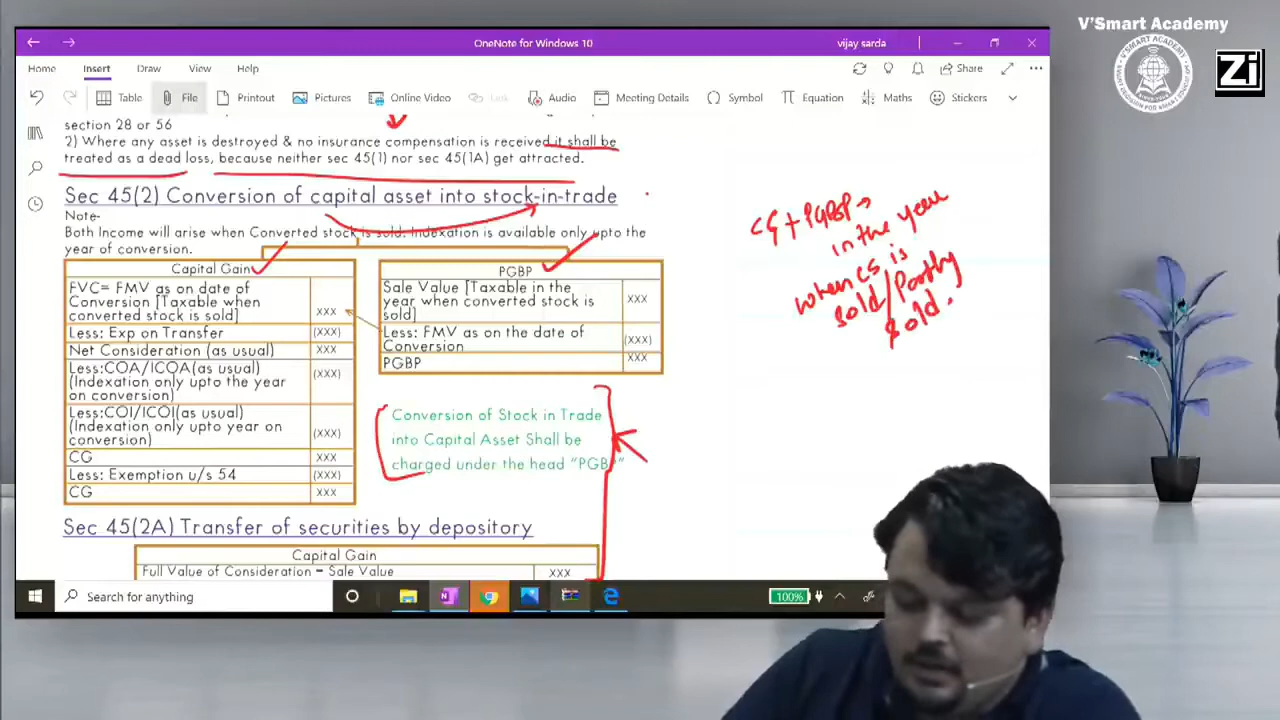 V'Smart Academy
Zi
OneNote for Windows 10
vijay sarda
Home
Insert
Draw
View
Help
Share
Table
File
Printout
Pictures
Online Video
Link
Audio
Meeting Details
Symbol
Equation
Maths
Stickers
section 28 or 56
2) Where any asset is destroyed & no insurance compensation is received it shall be
treated as a dead loss, because neither sec 45(1) nor sec 45(1A) get attracted.
Sec 45(2) Conversion of capital asset into stock-in-trade
Note-
Both Income will arise when Converted stock is sold. Indexation is available only upto the
year of conversion.
Capital Gain
FVC= FMV as on date of
Conversion [Taxable when
converted stock is sold]
xxx
Less: Exp on Transfer
(xxx)
Net Consideration (as usual)
xxx
Less:COA/ICOA(as usual)
(Indexation only upto the year
on conversion)
(xxx)
Less:COI/ICOI(as usual)
(Indexation only upto year on
conversion)
(xxx)
CG
xxx
Less: Exemption u/s 54
(xxx)
CG
xxx
PGBP
Sale Value [Taxable in the
year when converted stock is
sold]
xxx
Less: FMV as on the date of
Conversion
(xxx)
PGBP
xxx
Conversion of Stock in Trade
into Capital Asset Shall be
charged under the head "PGBP"
CG+PGBP→
in the year
when CS is
sold/Partly
sold.
Sec 45(2A) Transfer of securities by depository
Capital Gain
Full Value of Consideration = Sale Value
xxx
Search for anything
100%